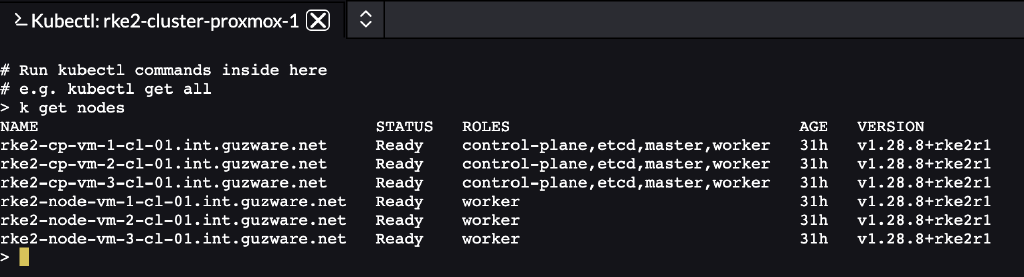 Kubectl: rke2-cluster-proxmox-1
# Run kubectl commands inside here
# e.g. kubectl get all
> k get nodes
NAME STATUS ROLES AGE VERSION
rke2-cp-vm-1-cl-01.int.guzware.net Ready control-plane,etcd,master,worker 31h v1.28.8+rke2r1
rke2-cp-vm-2-cl-01.int.guzware.net Ready control-plane,etcd,master,worker 31h v1.28.8+rke2r1
rke2-cp-vm-3-cl-01.int.guzware.net Ready control-plane,etcd,master,worker 31h v1.28.8+rke2r1
rke2-node-vm-1-cl-01.int.guzware.net Ready worker 31h v1.28.8+rke2r1
rke2-node-vm-2-cl-01.int.guzware.net Ready worker 31h v1.28.8+rke2r1
rke2-node-vm-3-cl-01.int.guzware.net Ready worker 31h v1.28.8+rke2r1
>